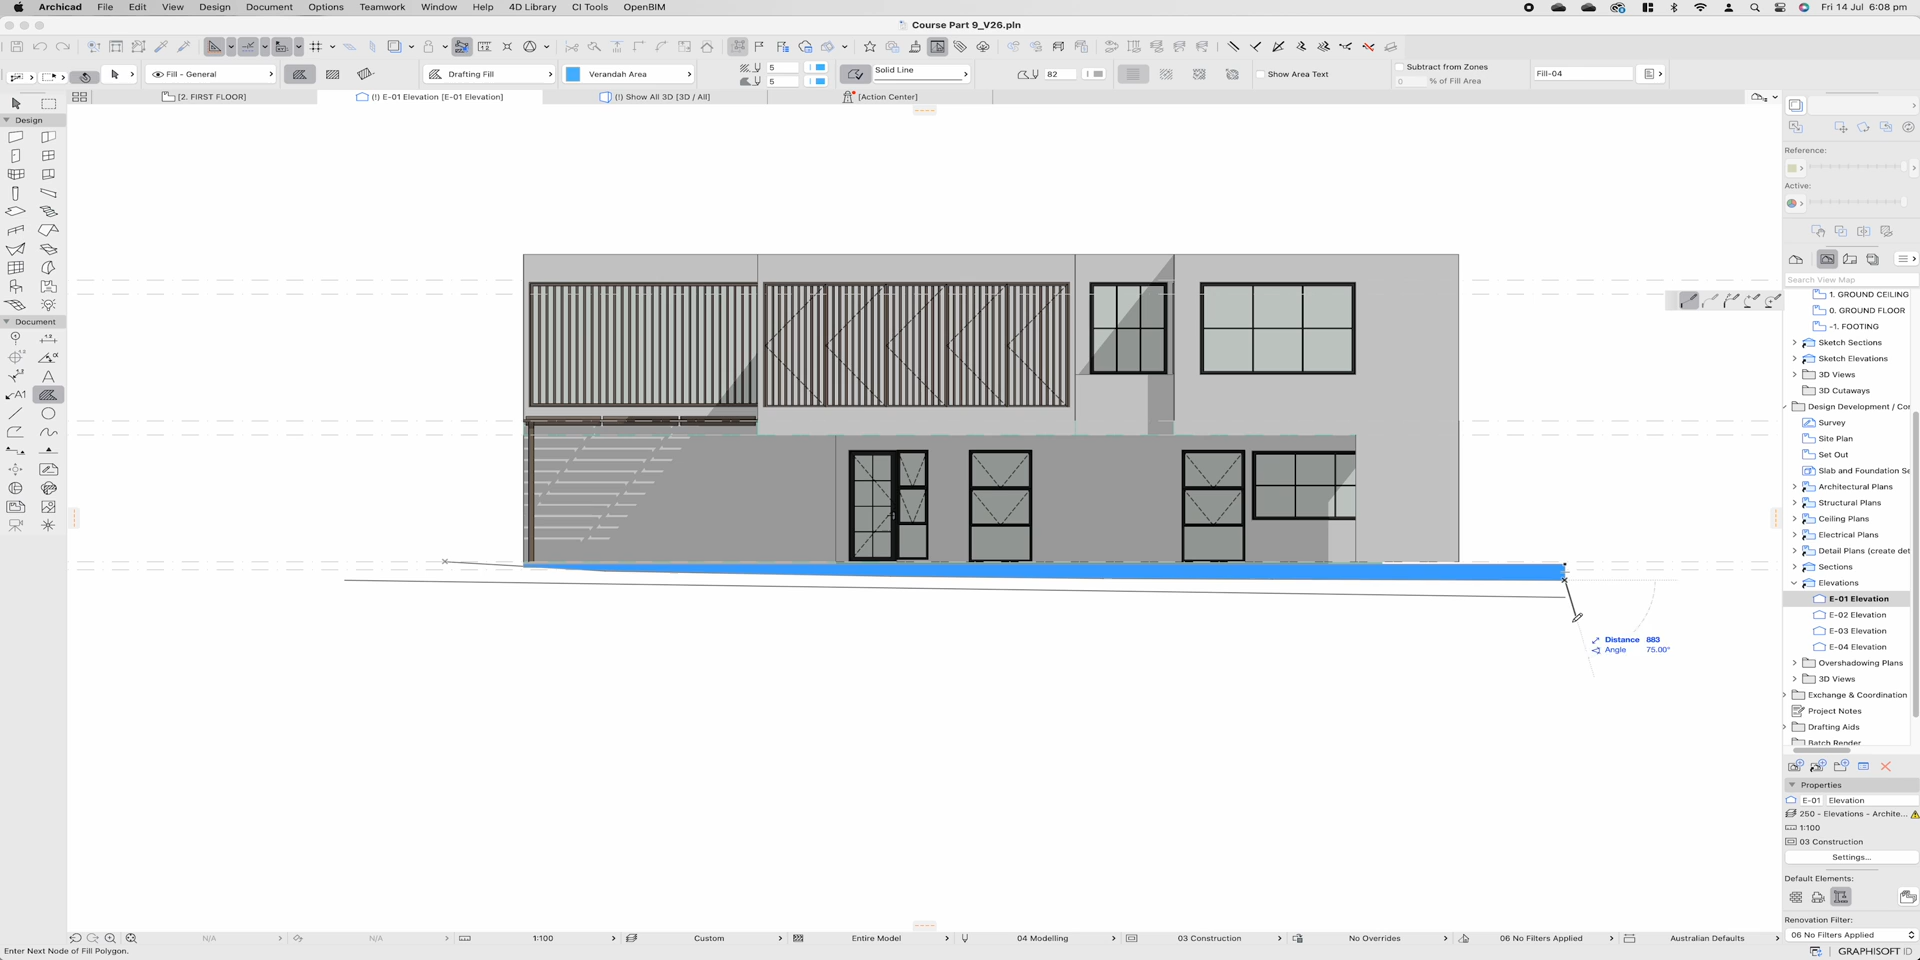 Archicad File Edit View Design Document Options Teamwork Window Help 4D Library CI Tools OpenBIM Fri 14 Jul 6:08 pm
Course Part 9_V26.pln
Fill - General
Drafting Fill
Verandah Area
5
5
Solid Line
82
Show Area Text
Subtract from Zones
0 % of Fill Area
Fill-04
[2. FIRST FLOOR]
(!) E-01 Elevation [E-01 Elevation]
(!) Show All 3D [3D / All]
[Action Center]
Design
Document
Distance 883
Angle 75.00°
Reference:
Active:
Search View Map
1. GROUND CEILING
0. GROUND FLOOR
-1. FOOTING
Sketch Sections
Sketch Elevations
3D Views
3D Cutaways
Design Development / Cor
Survey
Site Plan
Set Out
Slab and Foundation Se
Architectural Plans
Structural Plans
Ceiling Plans
Electrical Plans
Detail Plans (create det
Sections
Elevations
E-01 Elevation
E-02 Elevation
E-03 Elevation
E-04 Elevation
Overshadowing Plans
3D Views
Exchange & Coordination
Project Notes
Drafting Aids
Batch Render
Properties
E-01 Elevation
250 - Elevations - Archite...
1:100
03 Construction
Settings...
Default Elements:
Renovation Filter:
06 No Filters Applied
N/A N/A 1:100 Custom Entire Model 04 Modelling 03 Construction No Overrides 06 No Filters Applied Australian Defaults
Enter Next Node of Fill Polygon.
GRAPHISOFT ID